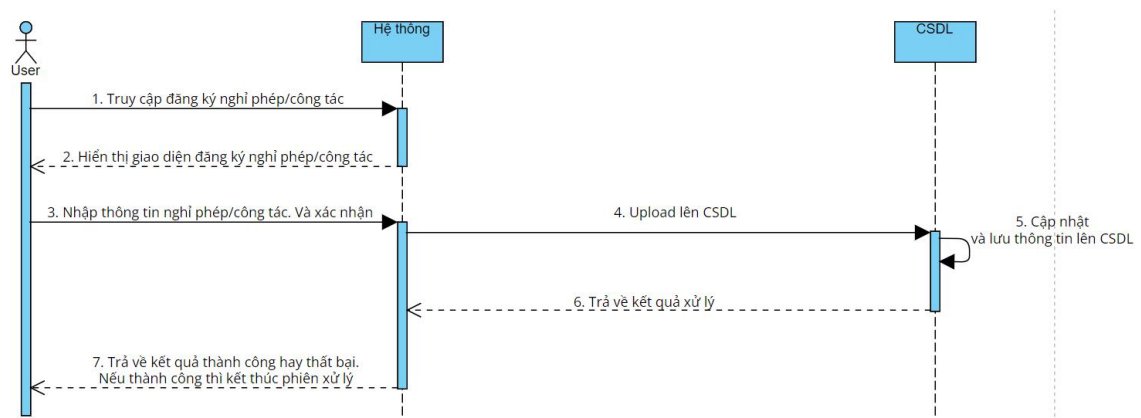 Hệ thông
CSDL
User
1. Truy cập đăng ký nghỉ phép/công tác
2. Hiển thị giao diện đăng ký nghỉ phép/công tác
3. Nhập thông tin nghỉ phép/công tác. Và xác nhận
4. Upload lên CSDL
5. Cập nhật
và lưu thông tin lên CSDL
6. Trả về kết quả xử lý
7. Trả về kết quả thành công hay thất bại.
Nếu thành công thì kết thúc phiên xử lý